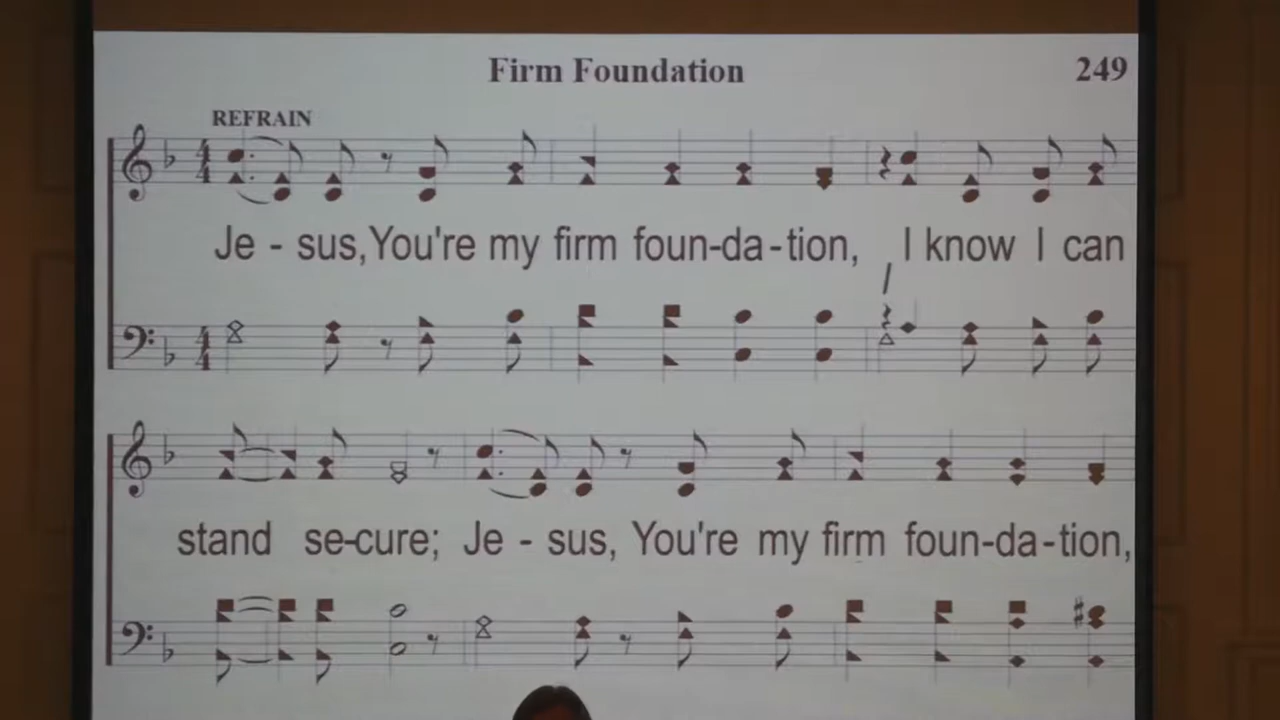 Firm Foundation 249
REFRAIN
Je - sus, You're my firm foun-da-tion, I know I can
I
stand se-cure; Je - sus, You're my firm foun-da-tion,